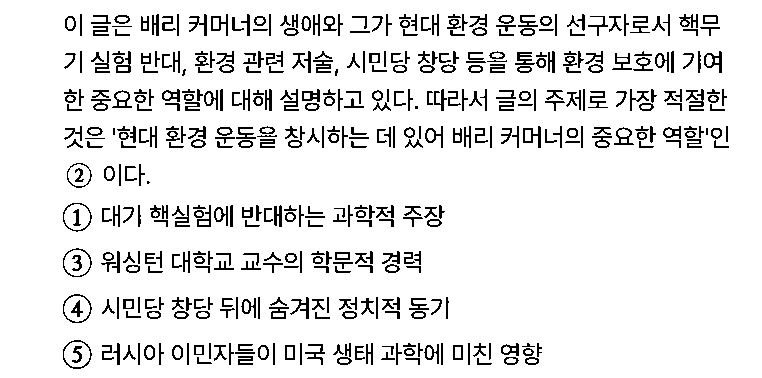 이 글은 배리 커머너의 생애와 그가 현대 환경 운동의 선구자로서 핵무
기 실험 반대, 환경 관련 저술, 시민당 창당 등을 통해 환경 보호에 기여
한 중요한 역할에 대해 설명하고 있다. 따라서 글의 주제로 가장 적절한
것은 '현대 환경 운동을 창시하는 데 있어 배리 커머너의 중요한 역할'인
② 이다.
① 대기 핵실험에 반대하는 과학적 주장
③ 워싱턴 대학교 교수의 학문적 경력
④ 시민당 창당 뒤에 숨겨진 정치적 동기
⑤ 러시아 이민자들이 미국 생태 과학에 미친 영향